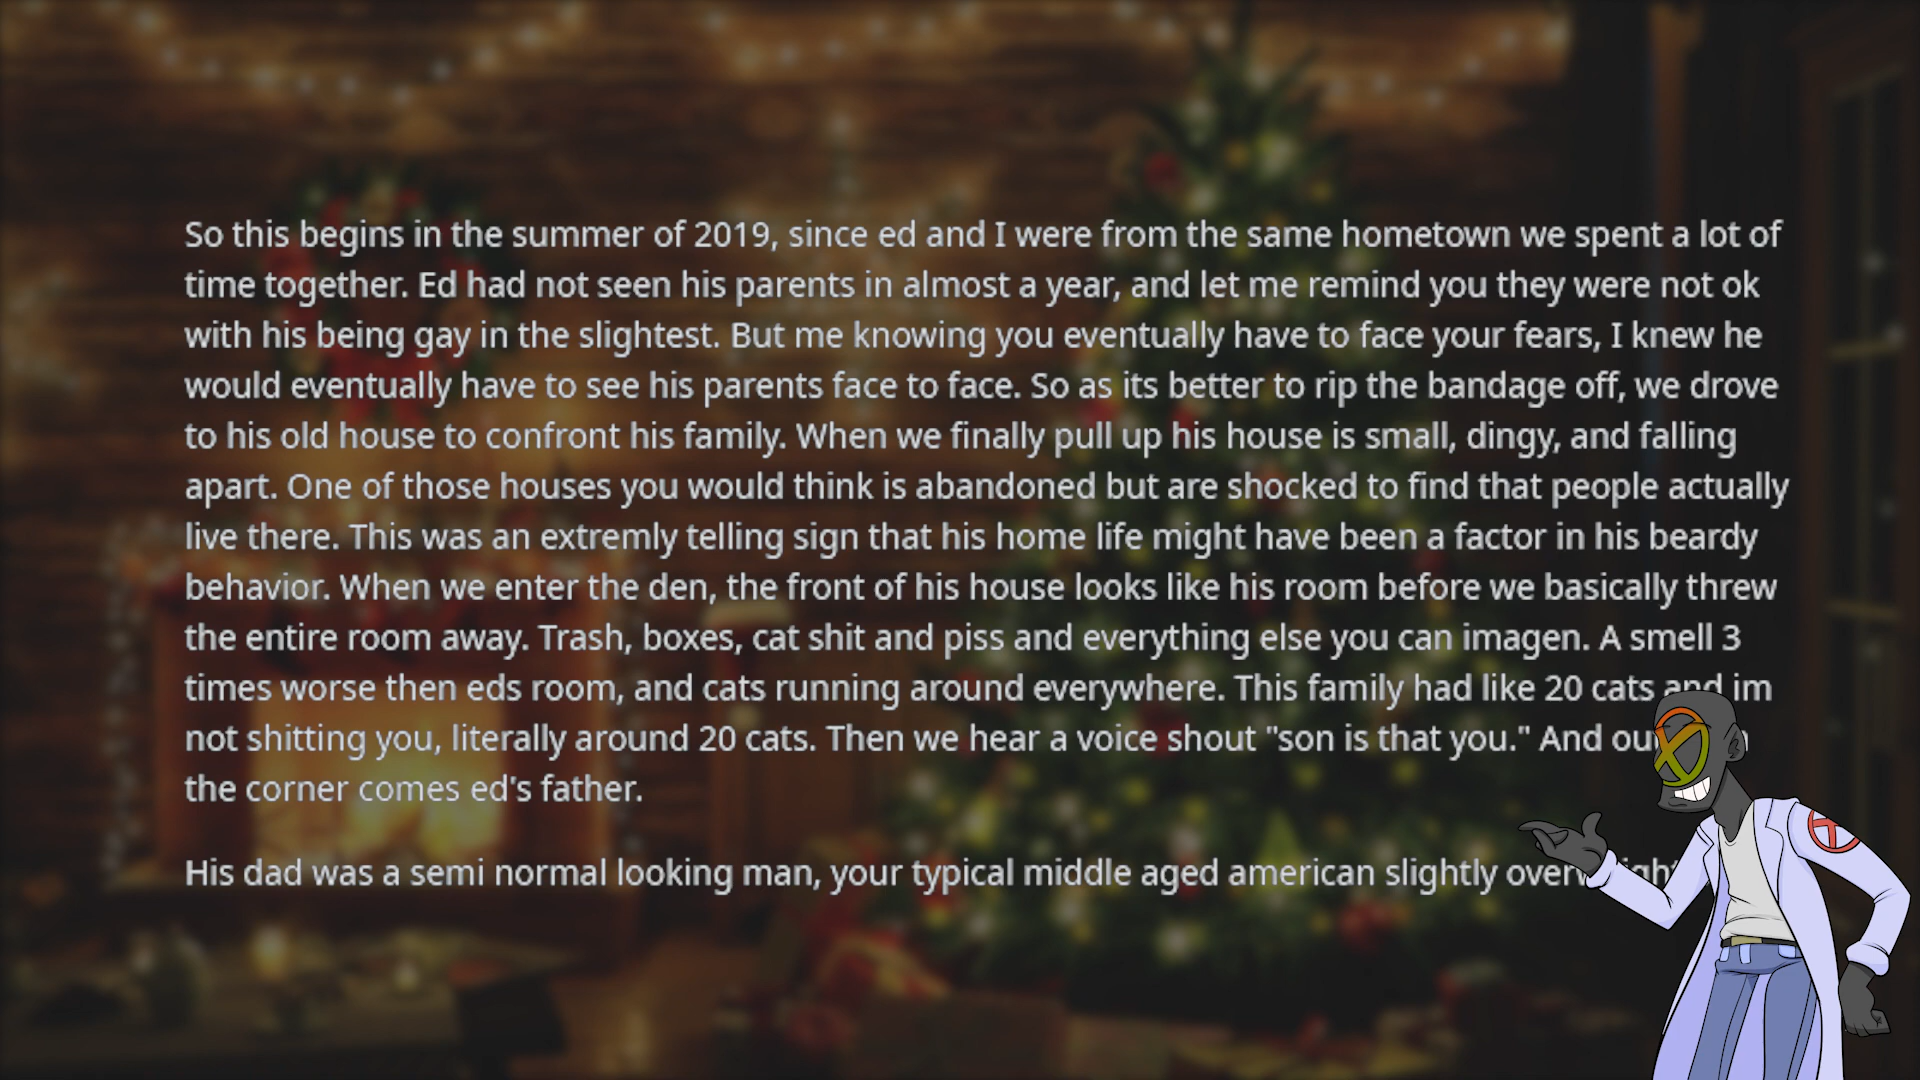 So this begins in the summer of 2019, since ed and I were from the same hometown we spent a lot of
time together. Ed had not seen his parents in almost a year, and let me remind you they were not ok
with his being gay in the slightest. But me knowing you eventually have to face your fears, I knew he
would eventually have to see his parents face to face. So as its better to rip the bandage off, we drove
to his old house to confront his family. When we finally pull up his house is small, dingy, and falling
apart. One of those houses you would think is abandoned but are shocked to find that people actually
live there. This was an extremly telling sign that his home life might have been a factor in his beardy
behavior. When we enter the den, the front of his house looks like his room before we basically threw
the entire room away. Trash, boxes, cat shit and piss and everything else you can imagen. A smell 3
times worse then eds room, and cats running around everywhere. This family had like 20 cats and im
not shitting you, literally around 20 cats. Then we hear a voice shout "son is that you." And
the corner comes ed's father.
His dad was a semi normal looking man, your typical middle aged american slightly